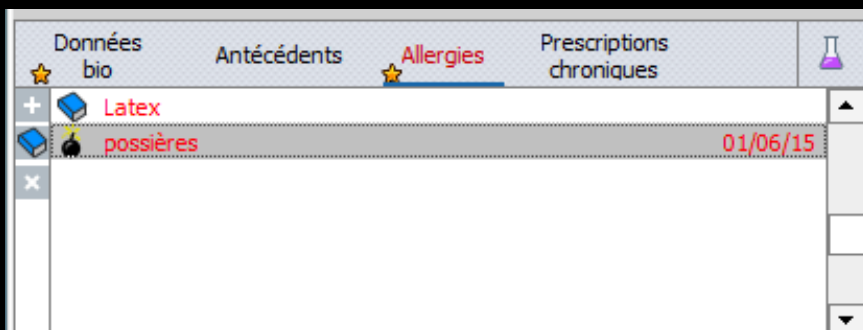 Données bio
Antécédents
Allergies
Prescriptions chroniques
Latex
possières 01/06/15